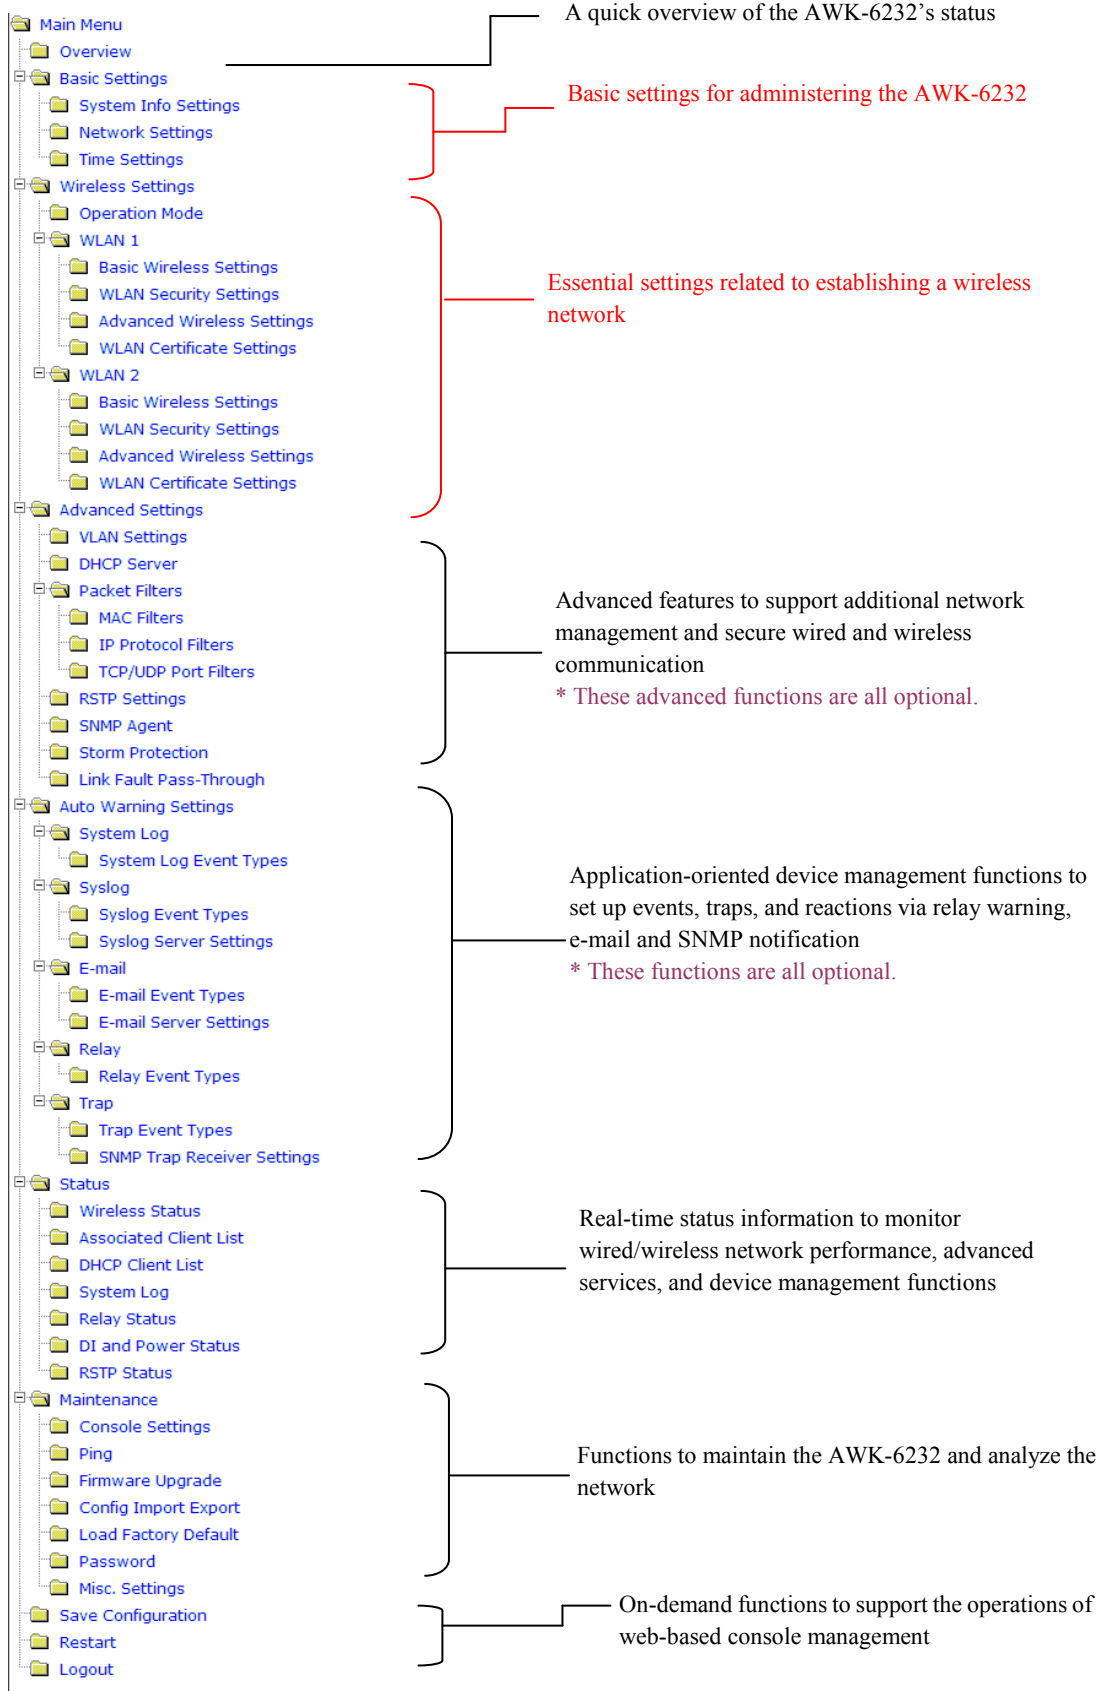 Main Menu
Overview
Basic Settings
System Info Settings
Network Settings
Time Settings
Wireless Settings
Operation Mode
WLAN 1
Basic Wireless Settings
WLAN Security Settings
Advanced Wireless Settings
WLAN Certificate Settings
WLAN 2
Basic Wireless Settings
WLAN Security Settings
Advanced Wireless Settings
WLAN Certificate Settings
Advanced Settings
VLAN Settings
DHCP Server
Packet Filters
MAC Filters
IP Protocol Filters
TCP/UDP Port Filters
RSTP Settings
SNMP Agent
Storm Protection
Link Fault Pass-Through
Auto Warning Settings
System Log
System Log Event Types
Syslog
Syslog Event Types
Syslog Server Settings
E-mail
E-mail Event Types
E-mail Server Settings
Relay
Relay Event Types
Trap
Trap Event Types
SNMP Trap Receiver Settings
Status
Wireless Status
Associated Client List
DHCP Client List
System Log
Relay Status
DI and Power Status
RSTP Status
Maintenance
Console Settings
Ping
Firmware Upgrade
Config Import Export
Load Factory Default
Password
Misc. Settings
Save Configuration
Restart
Logout
A quick overview of the AWK-6232’s status
Basic settings for administering the AWK-6232
Essential settings related to establishing a wireless
network
Advanced features to support additional network
management and secure wired and wireless
communication
* These advanced functions are all optional.
Application-oriented device management functions to
set up events, traps, and reactions via relay warning,
e-mail and SNMP notification
* These functions are all optional.
Real-time status information to monitor
wired/wireless network performance, advanced
services, and device management functions
Functions to maintain the AWK-6232 and analyze the
network
On-demand functions to support the operations of
web-based console management